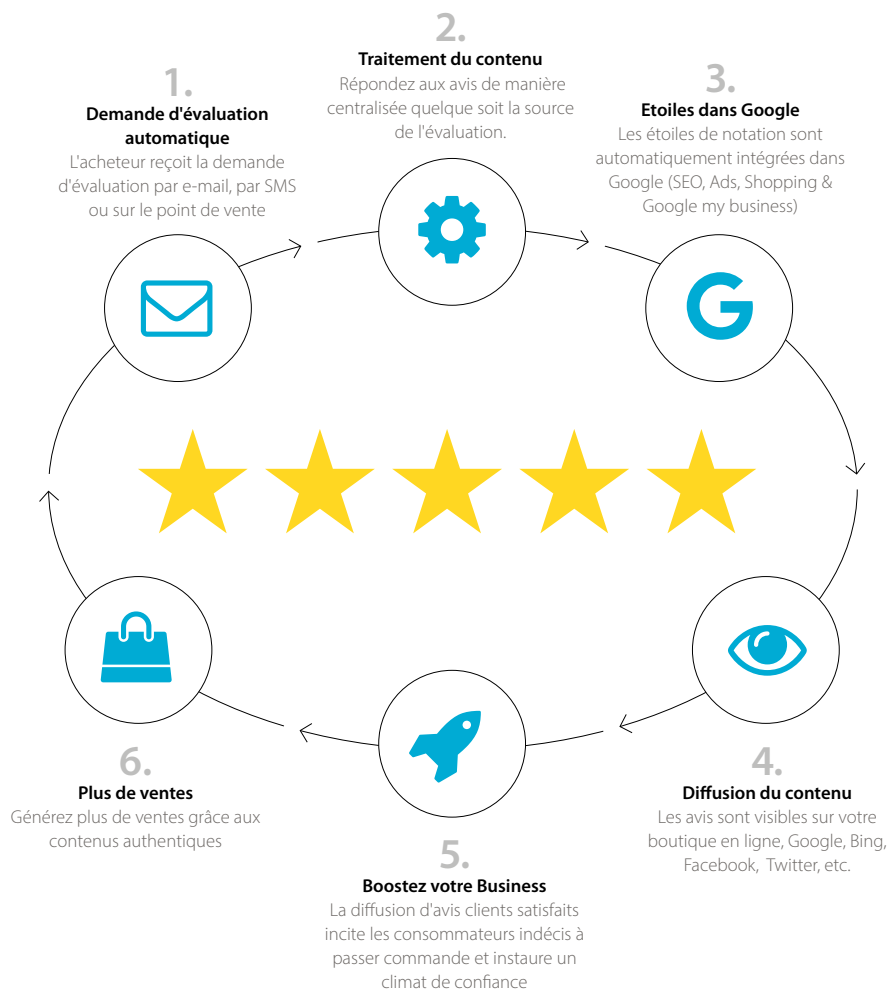 1.
Demande d'évaluation
automatique
L'acheteur reçoit la demande
d'évaluation par e-mail, par SMS
ou sur le point de vente
2.
Traitement du contenu
Répondez aux avis de manière
centralisée quelque soit la source
de l'évaluation.
3.
Etoiles dans Google
Les étoiles de notation sont
automatiquement intégrées dans
Google (SEO, Ads, Shopping &
Google my business)
G
4.
Diffusion du contenu
Les avis sont visibles sur votre
boutique en ligne, Google, Bing,
Facebook, Twitter, etc.
5.
Boostez votre Business
La diffusion d'avis clients satisfaits
incite les consommateurs indécis à
passer commande et instaure un
climat de confiance
6.
Plus de ventes
Générez plus de ventes grâce aux
contenus authentiques